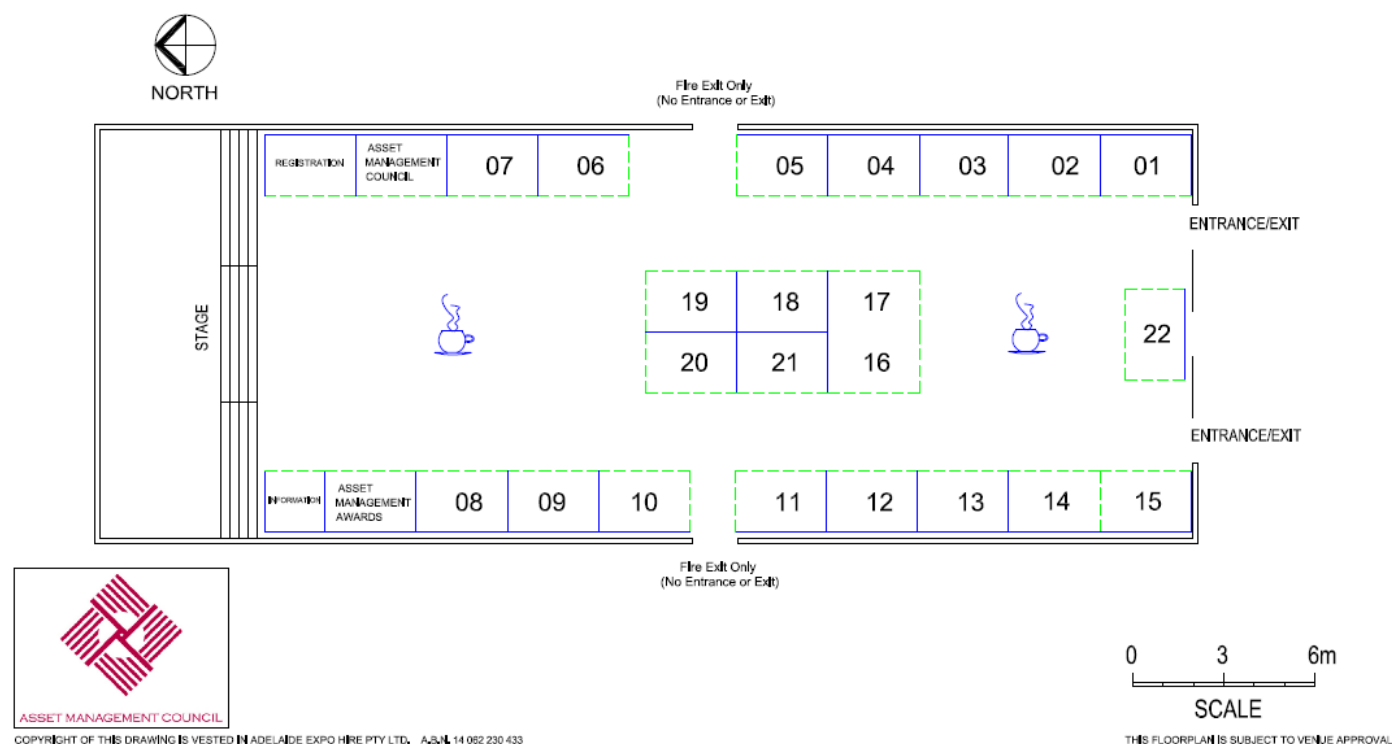 NORTH
Fire Exit Only
(No Entrance or Exit)
REGISTRATION
ASSET
MANAGEMENT
COUNCIL
07
06
05
04
03
02
01
ENTRANCE/EXIT
STAGE
19
18
17
22
20
21
16
ENTRANCE/EXIT
INFORMATION
ASSET
MANAGEMENT
AWARDS
08
09
10
11
12
13
14
15
Fire Exit Only
(No Entrance or Exit)
ASSET MANAGEMENT COUNCIL
0 3 6m
SCALE
COPYRIGHT OF THIS DRAWING IS VESTED IN ADELAIDE EXPO HIRE PTY LTD. A.B.N. 14 062 230 433
THIS FLOORPLAN IS SUBJECT TO VENUE APPROVAL